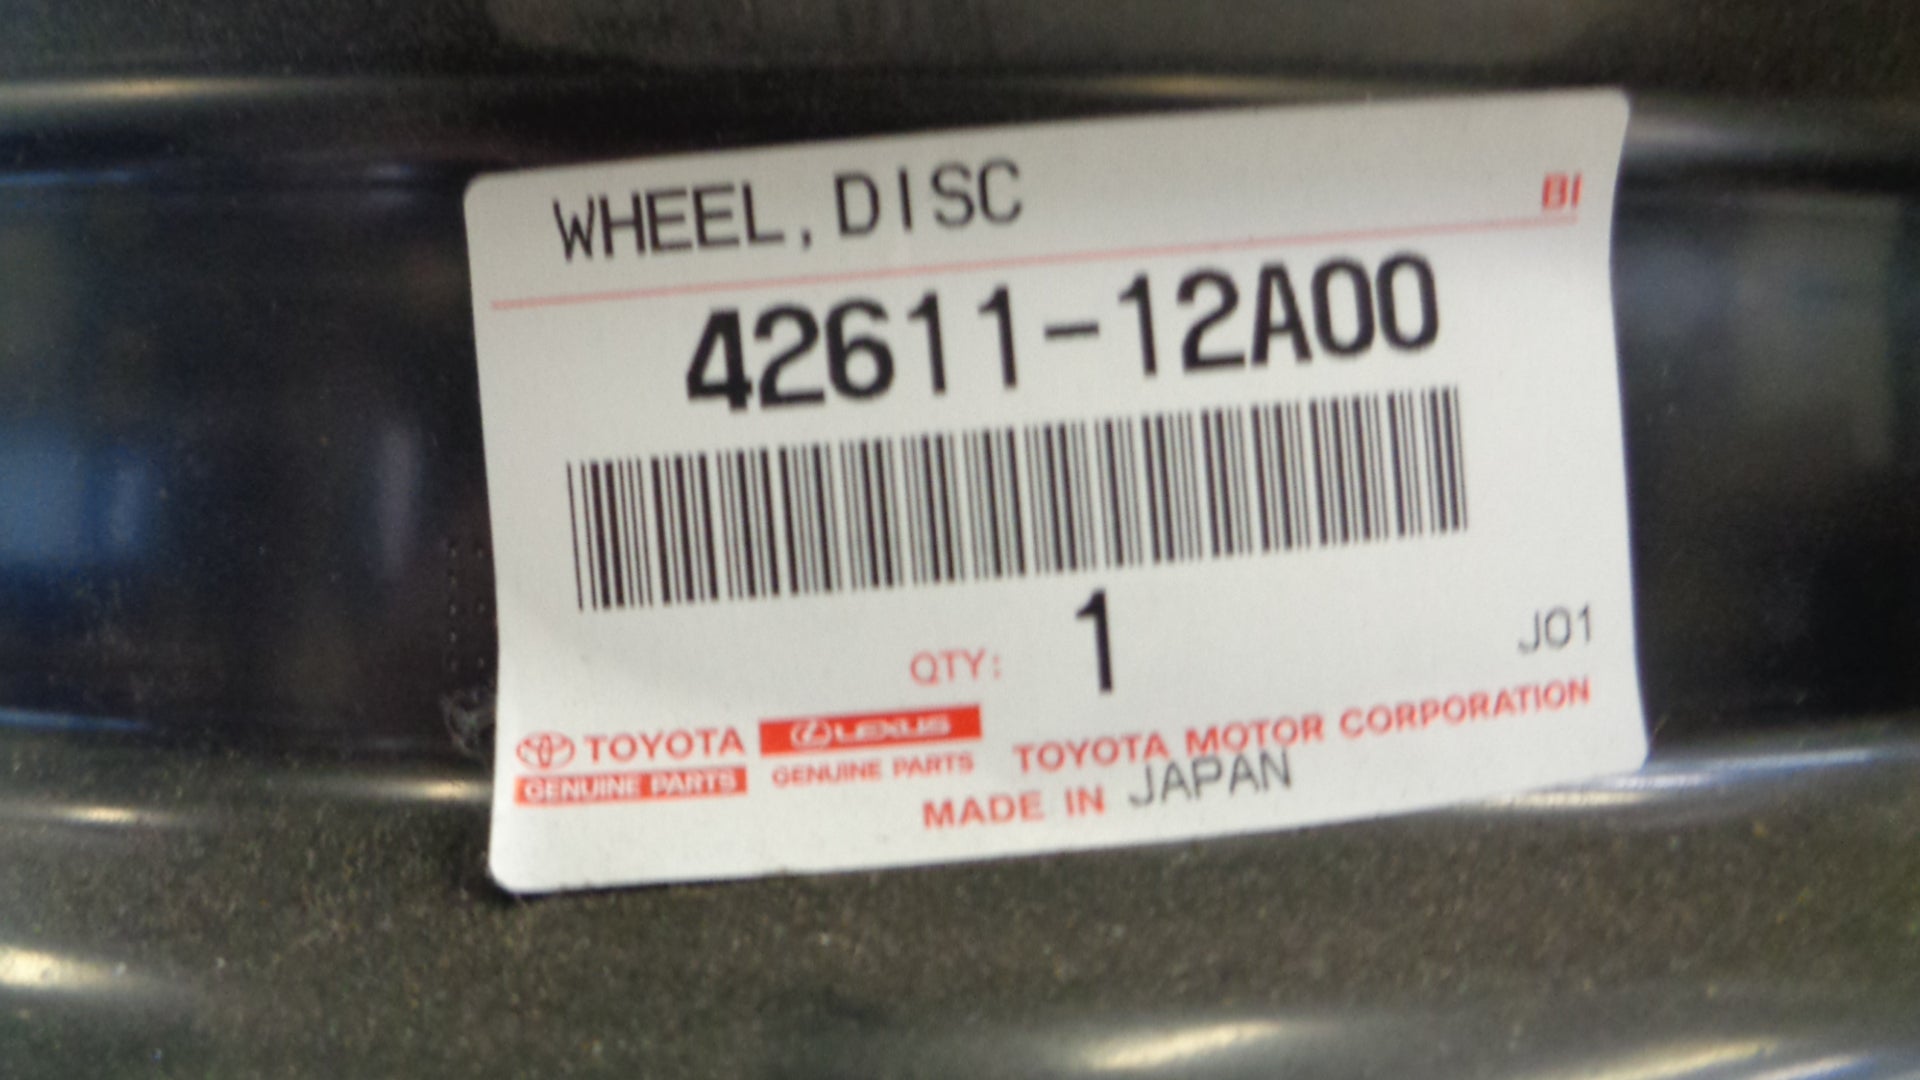 WHEEL, DISC
BI
42611-12A00
QTY: 1
J01
TOYOTA
GENUINE PARTS
LEXUS
GENUINE PARTS
TOYOTA MOTOR CORPORATION
MADE IN JAPAN